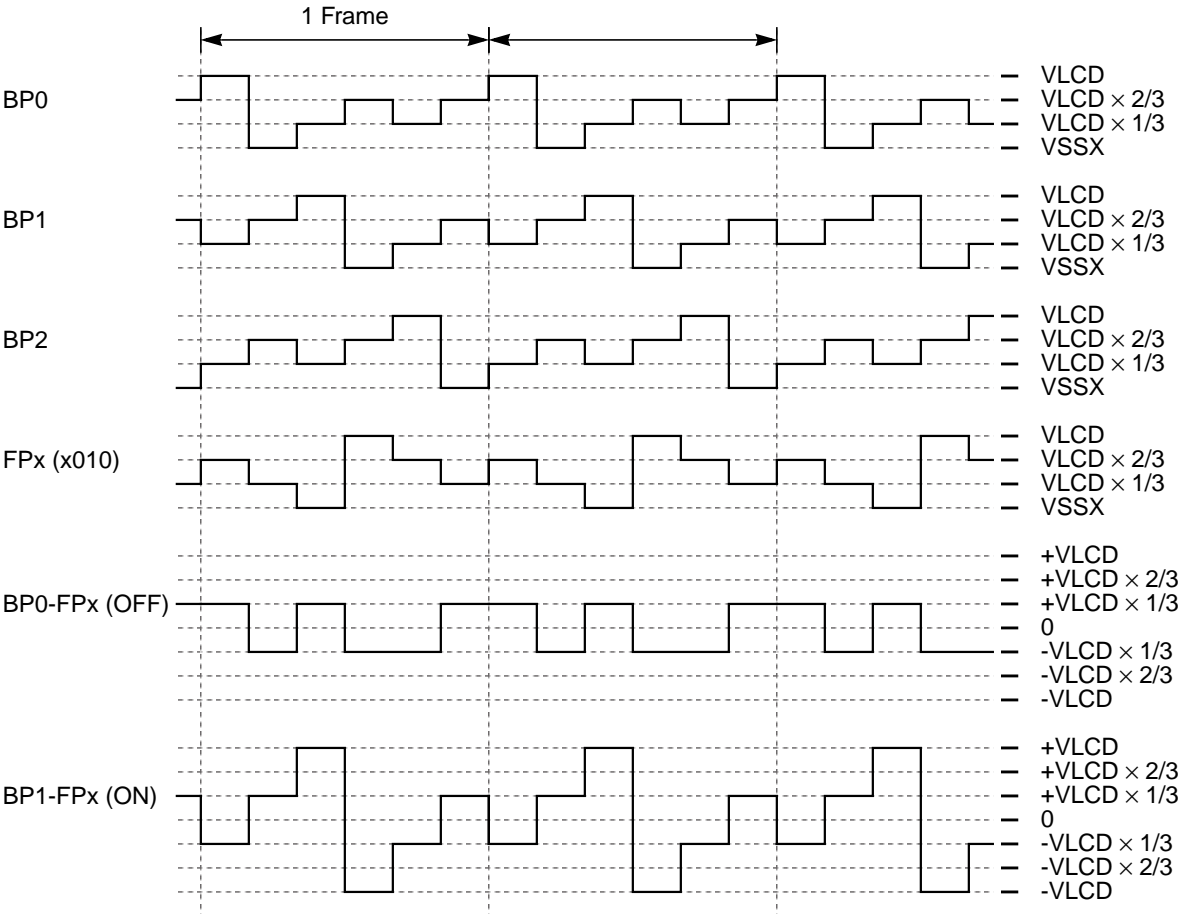 1 Frame
BP0
VLCD
VLCD × 2/3
VLCD × 1/3
VSSX
BP1
VLCD
VLCD × 2/3
VLCD × 1/3
VSSX
BP2
VLCD
VLCD × 2/3
VLCD × 1/3
VSSX
FPx (x010)
VLCD
VLCD × 2/3
VLCD × 1/3
VSSX
BP0-FPx (OFF)
+VLCD
+VLCD × 2/3
+VLCD × 1/3
0
-VLCD × 1/3
-VLCD × 2/3
-VLCD
BP1-FPx (ON)
+VLCD
+VLCD × 2/3
+VLCD × 1/3
0
-VLCD × 1/3
-VLCD × 2/3
-VLCD